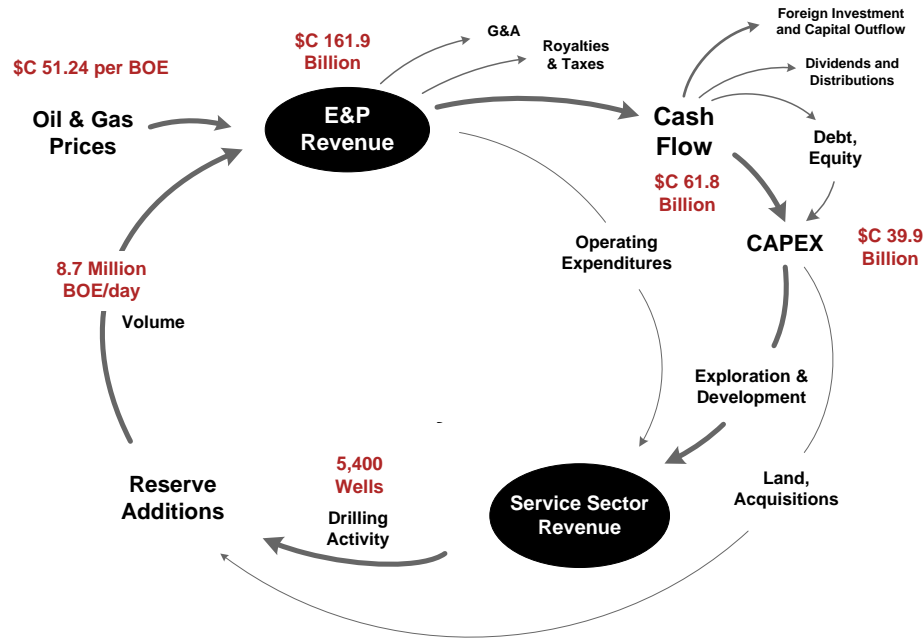 $C 51.24 per BOE
Oil & Gas
Prices
$C 161.9
Billion
E&P
Revenue
G&A
Royalties
& Taxes
Foreign Investment
and Capital Outflow
Dividends and
Distributions
Cash
Flow
Debt,
Equity
$C 61.8
Billion
CAPEX
$C 39.9
Billion
Operating
Expenditures
8.7 Million
BOE/day
Volume
Exploration &
Development
Land,
Acquisitions
Service Sector
Revenue
5,400
Wells
Drilling
Activity
Reserve
Additions